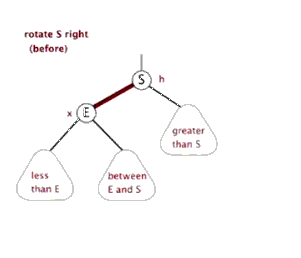 rotate S right
(before)
S
h
x
E
greater
than S
less
than E
between
E and S